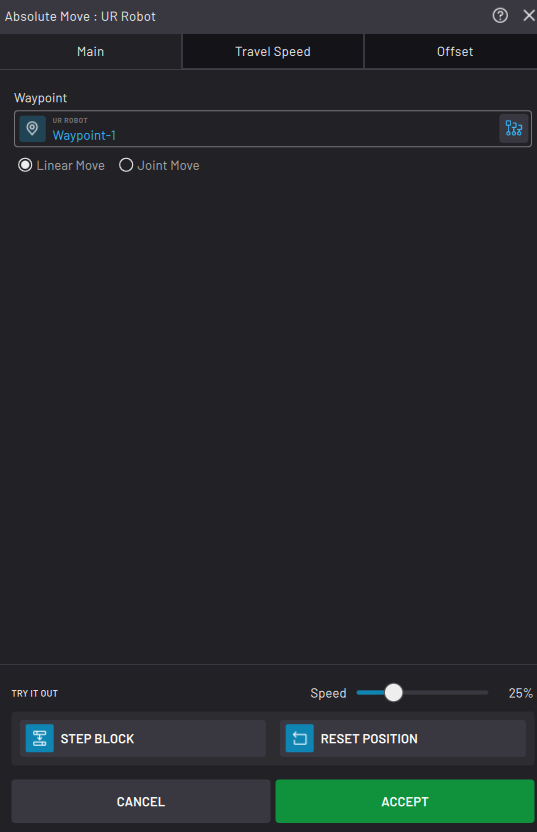 Absolute Move : UR Robot
Main Travel Speed Offset
Waypoint
UR ROBOT
Waypoint-1
Linear Move Joint Move
TRY IT OUT Speed 25%
STEP BLOCK RESET POSITION
CANCEL ACCEPT